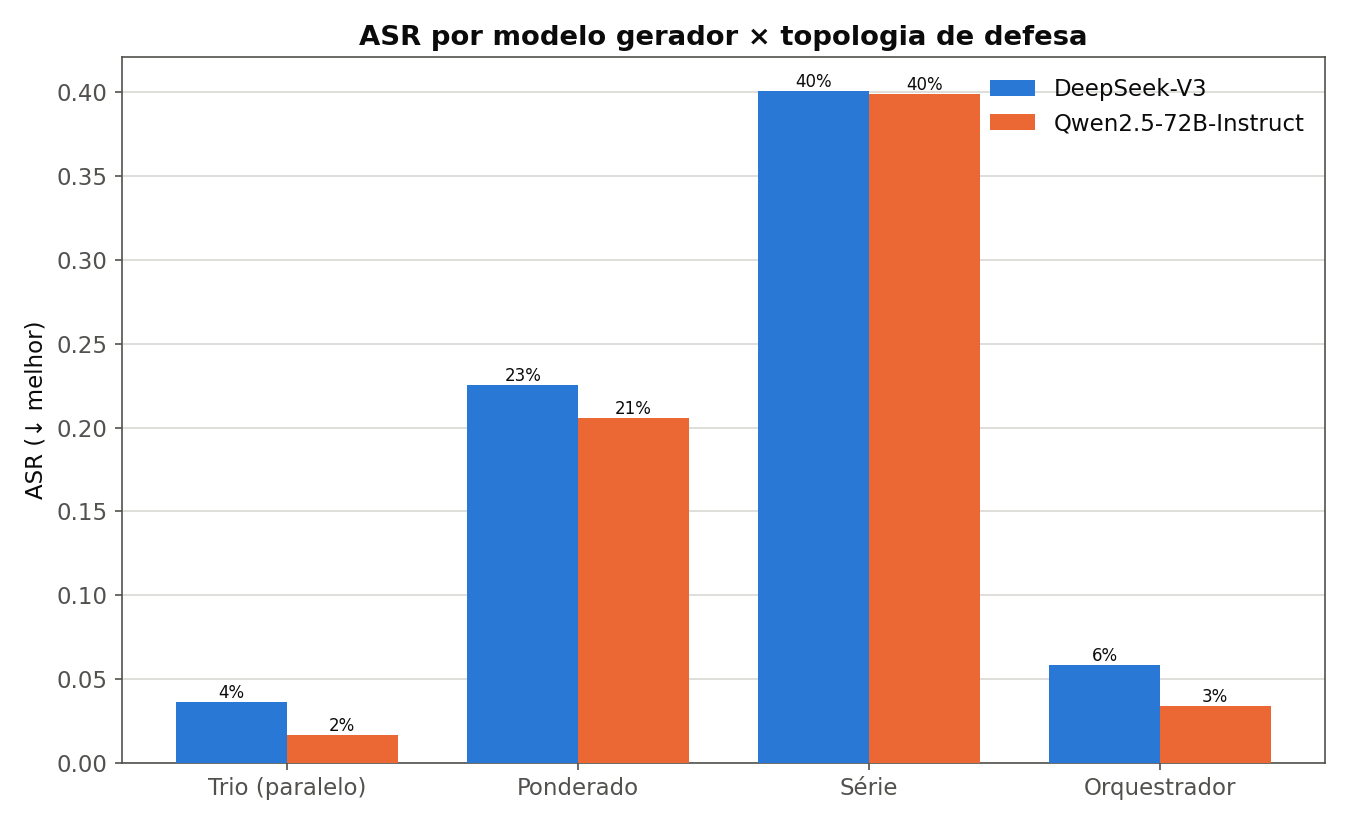 ASR por modelo gerador × topologia de defesa
DeepSeek-V3
Qwen2.5-72B-Instruct
ASR (↓ melhor)
0.40
0.35
0.30
0.25
0.20
0.15
0.10
0.05
0.00
4%
2%
23%
21%
40%
40%
6%
3%
Trio (paralelo)
Ponderado
Série
Orquestrador